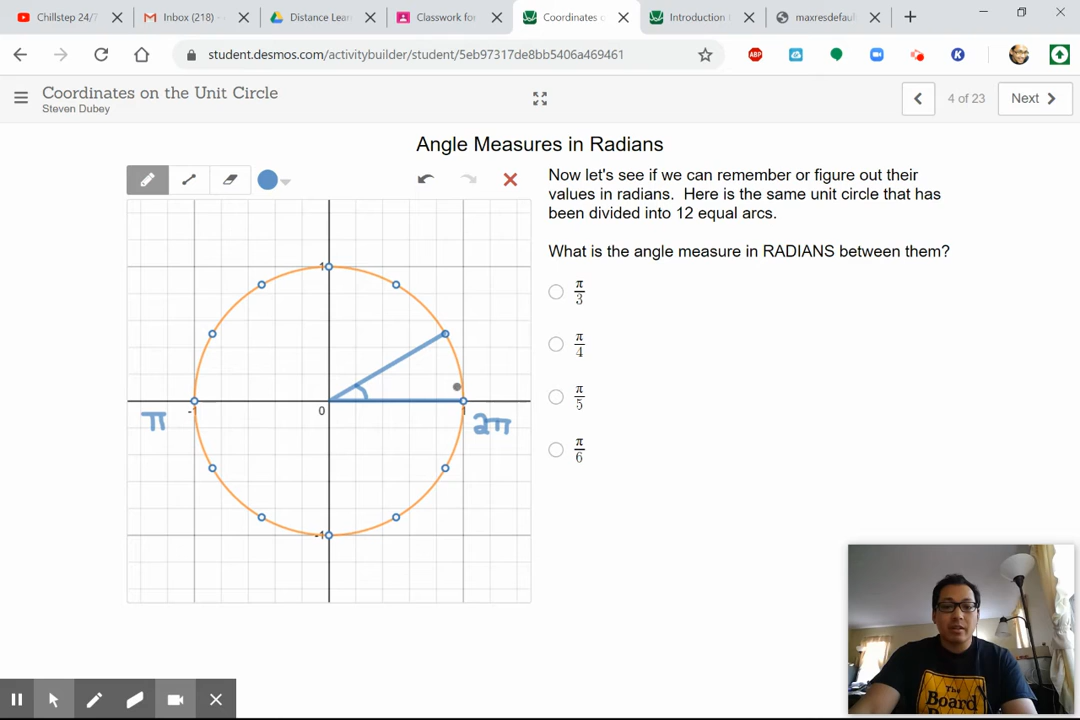 Chillstep 24/7
Inbox (218) -
Distance Lear
Classwork for
Coordinates o
Introduction
maxresdefaul
student.desmos.com/activitybuilder/student/5eb97317de8bb5406a469461
ABP
K
Coordinates on the Unit Circle
Steven Dubey
4 of 23
Next
Angle Measures in Radians
Now let's see if we can remember or figure out their
values in radians. Here is the same unit circle that has
been divided into 12 equal arcs.
What is the angle measure in RADIANS between them?
π/3
π/4
π/5
π/6
1
-1
0
1
-1
π
2π
The
Board